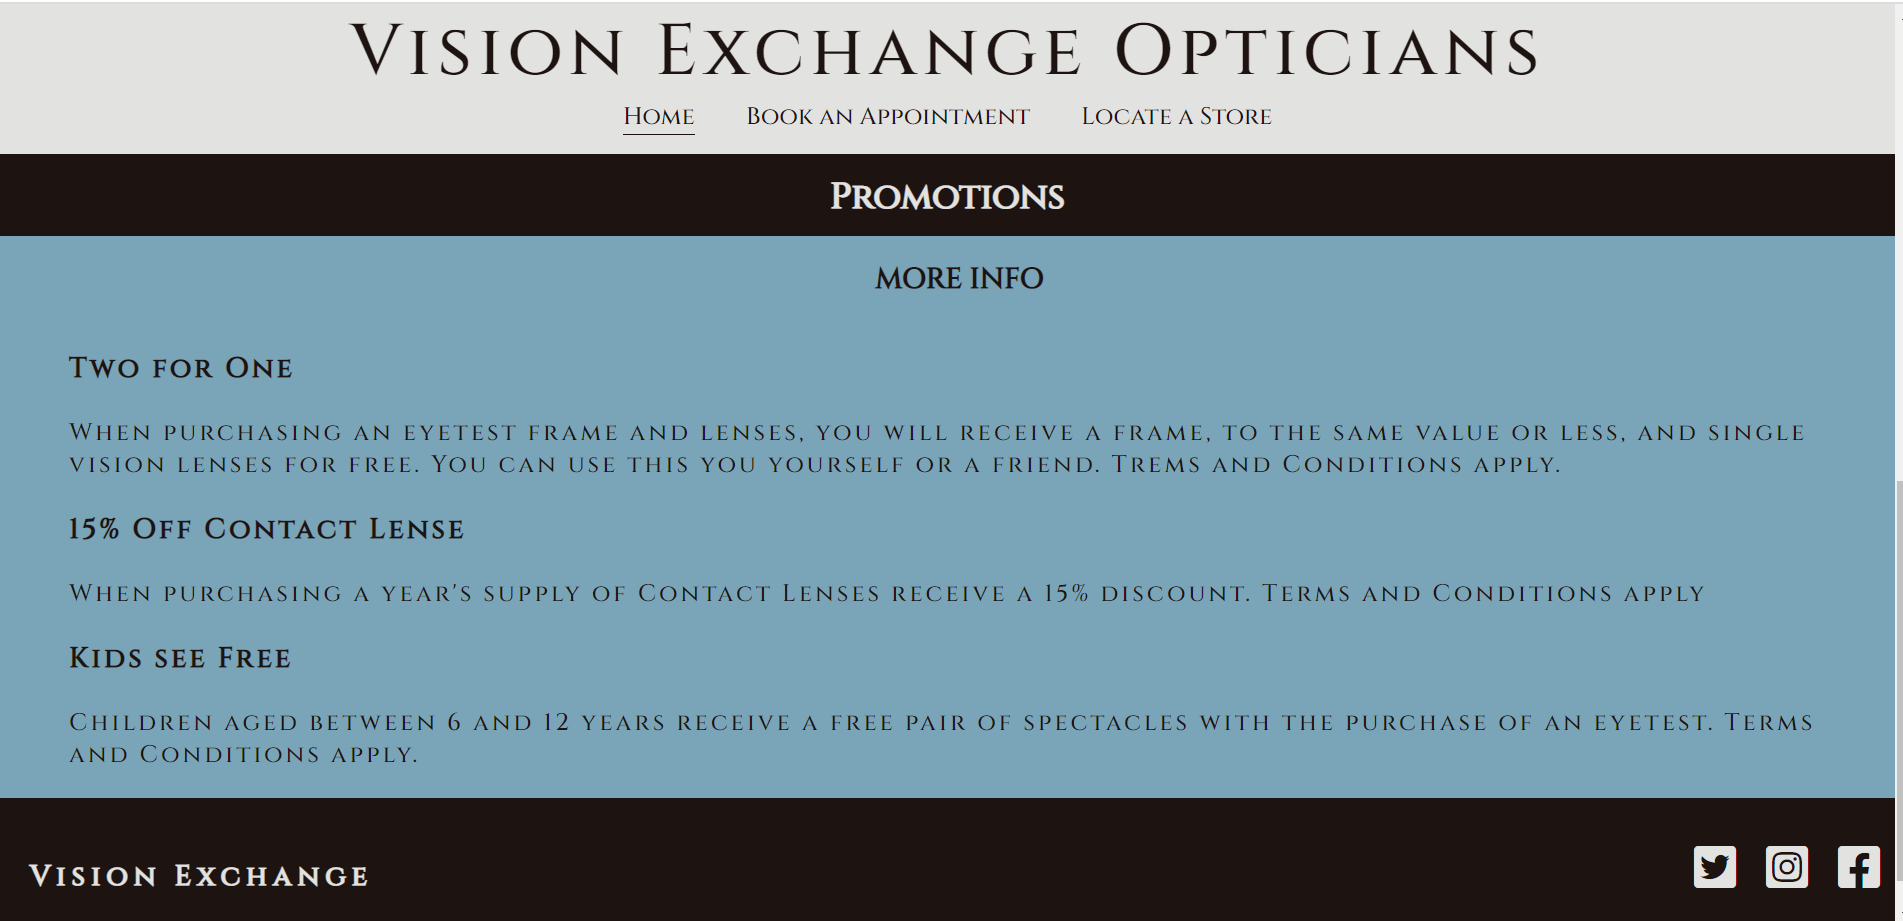 Vision Exchange Opticians
Home Book an Appointment Locate a Store
Promotions
MORE INFO
Two for One
When purchasing an eyetest frame and lenses, you will receive a frame, to the same value or less, and single
vision lenses for free. You can use this you yourself or a friend. Trems and Conditions apply.
15% Off Contact Lense
When purchasing a year's supply of Contact Lenses receive a 15% discount. Terms and Conditions apply
Kids see Free
Children aged between 6 and 12 years receive a free pair of spectacles with the purchase of an eyetest. Terms
and Conditions apply.
Vision Exchange